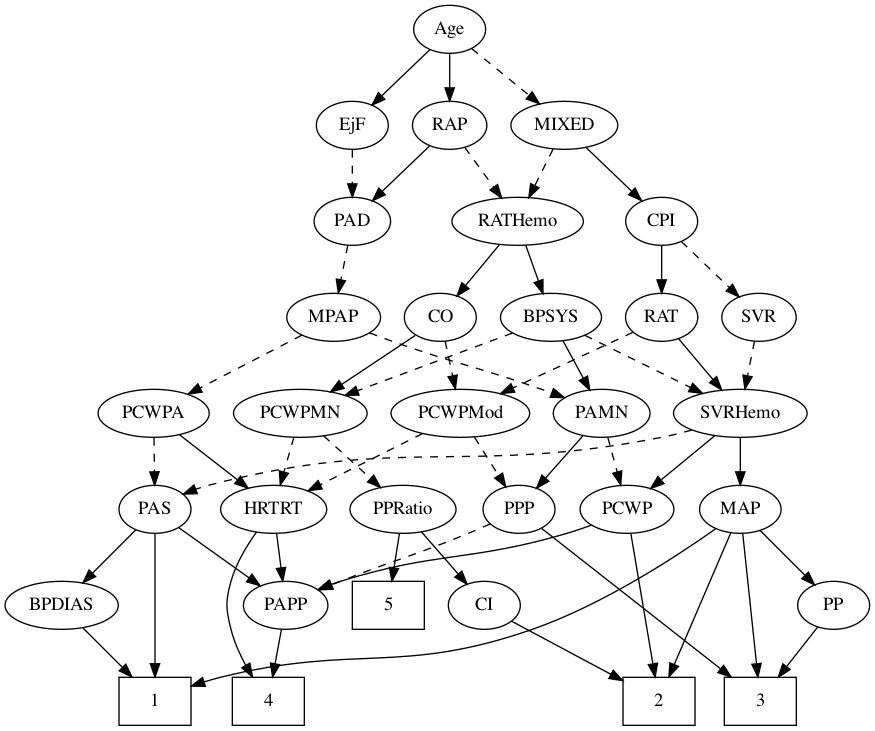 Age
EjF RAP MIXED
PAD RATHemo CPI
MPAP CO BPSYS RAT SVR
PCWPA PCWPMN PCWPMod PAMN SVRHemo
PAS HRTRT PPRatio PPP PCWP MAP
BPDIAS PAPP 5 CI PP
1 4 2 3